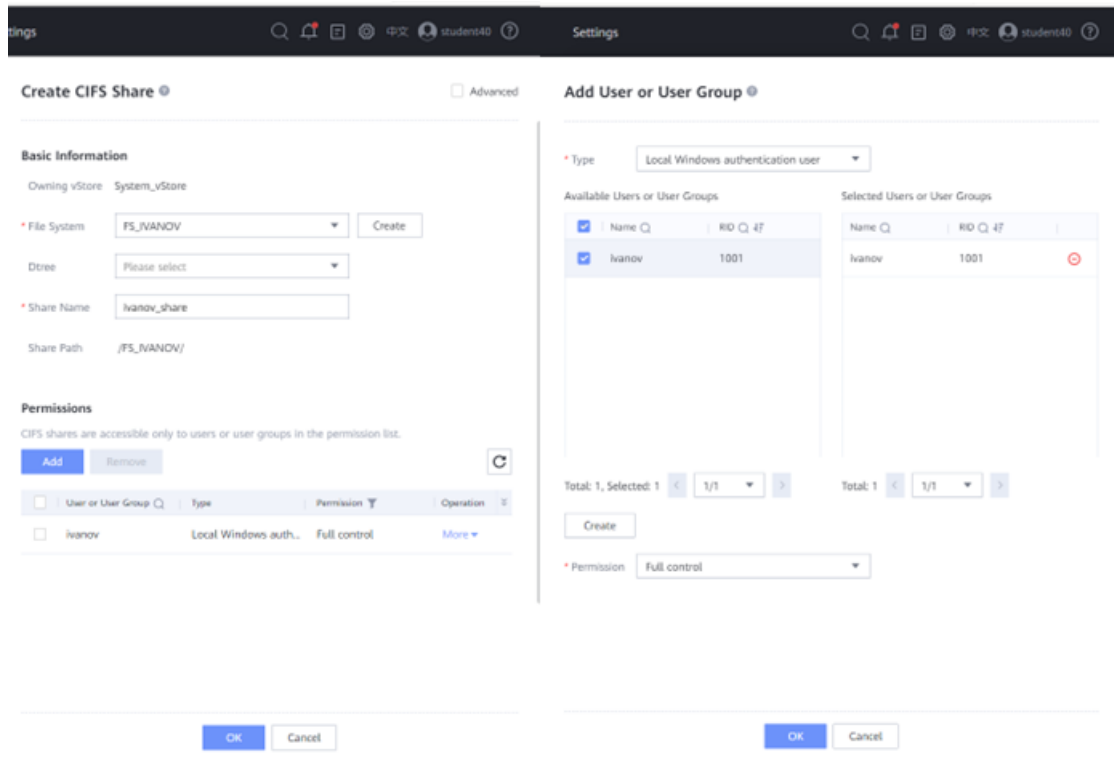 tings
中文
student40
Create CIFS Share
Advanced
Basic Information
Owning vStore System_vStore
* File System FS_IVANOV Create
Dtree Please select
* Share Name ivanov_share
Share Path /FS_IVANOV/
Permissions
CIFS shares are accessible only to users or user groups in the permission list.
Add Remove
User or User Group Type Permission Operation
ivanov Local Windows auth... Full control More
OK Cancel
Settings
中文
student40
Add User or User Group
* Type Local Windows authentication user
Available Users or User Groups Selected Users or User Groups
Name RID Name RID
ivanov 1001 ivanov 1001
Total: 1, Selected: 1 < 1/1 > Total: 1 < 1/1 >
Create
* Permission Full control
OK Cancel